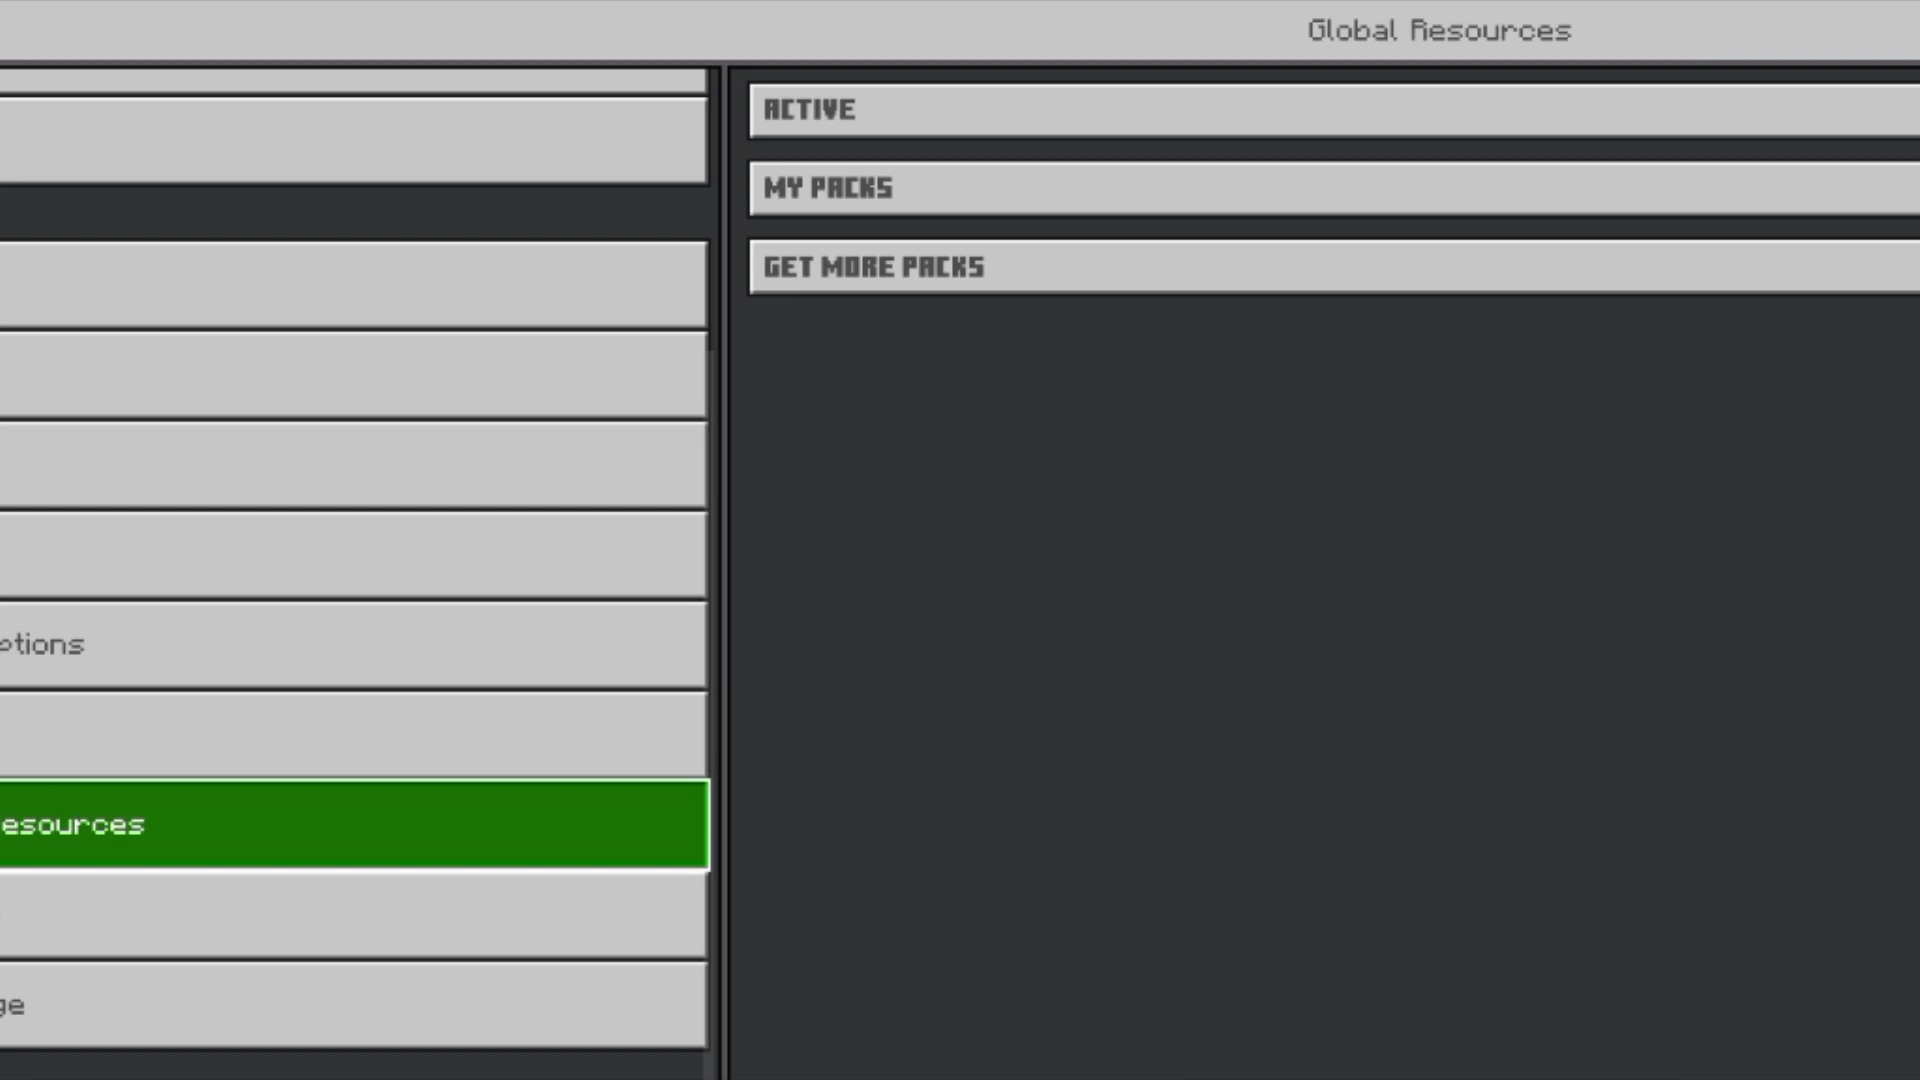 Global Resources
ACTIVE
MY PACKS
GET MORE PACKS
ptions
esources
ge